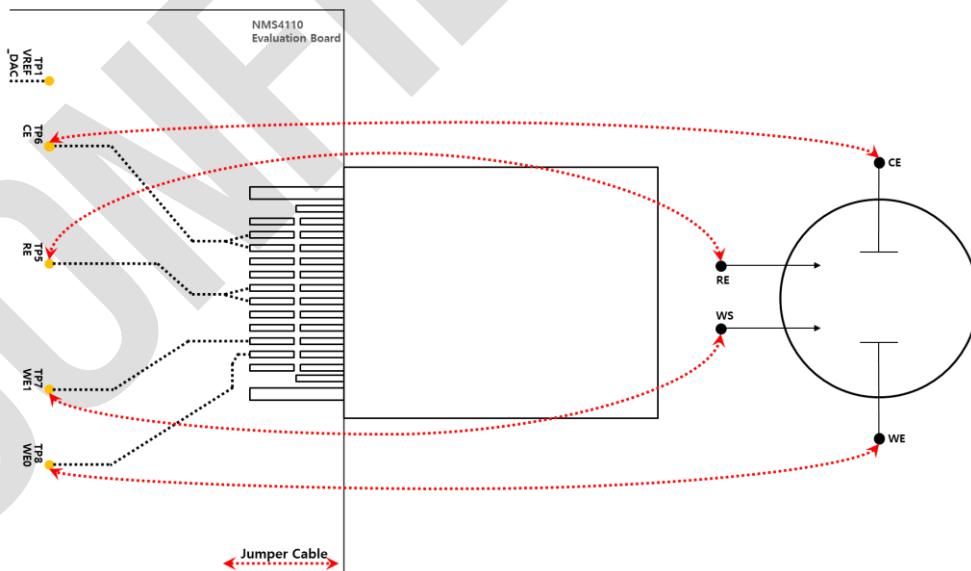 NMS4110
Evaluation Board
TP1
VREF
_DAC
TP6
CE
TP5
RE
TP7
WE1
TP8
WE0
CE
RE
WS
WE
Jumper Cable